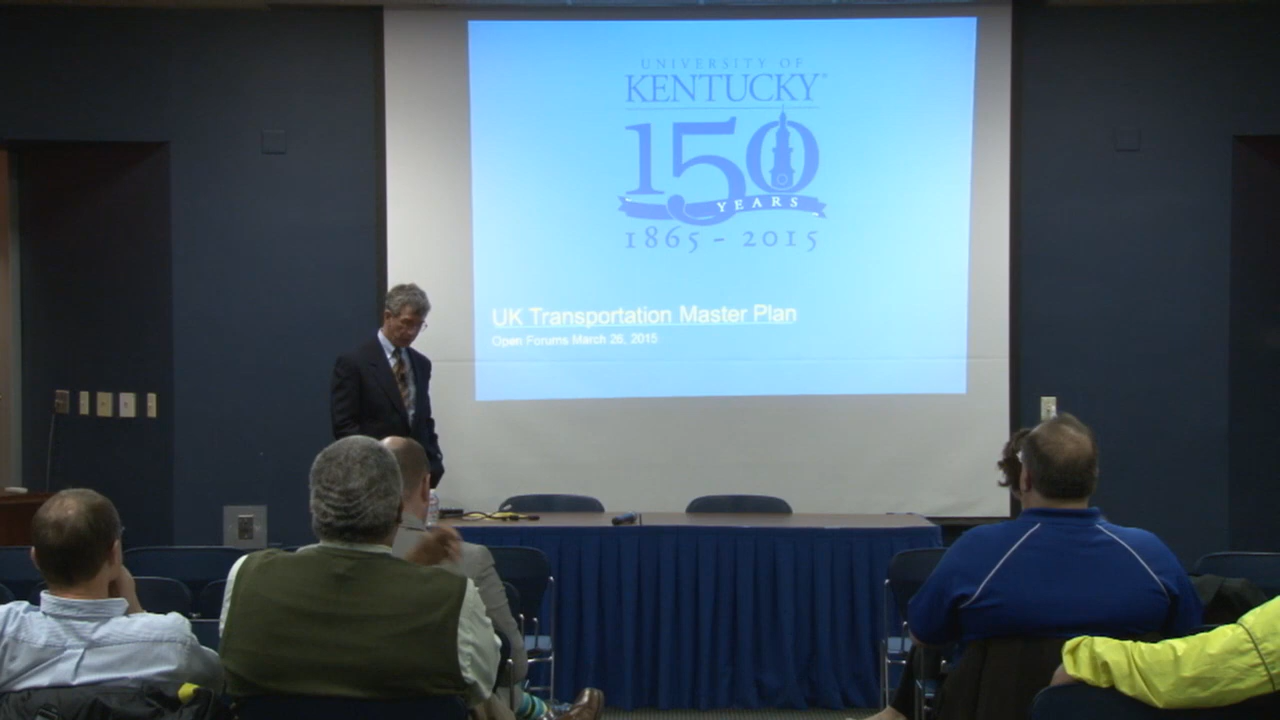 UNIVERSITY OF
KENTUCKY®
150
YEARS
1865 - 2015
UK Transportation Master Plan
Open Forums March 26, 2015